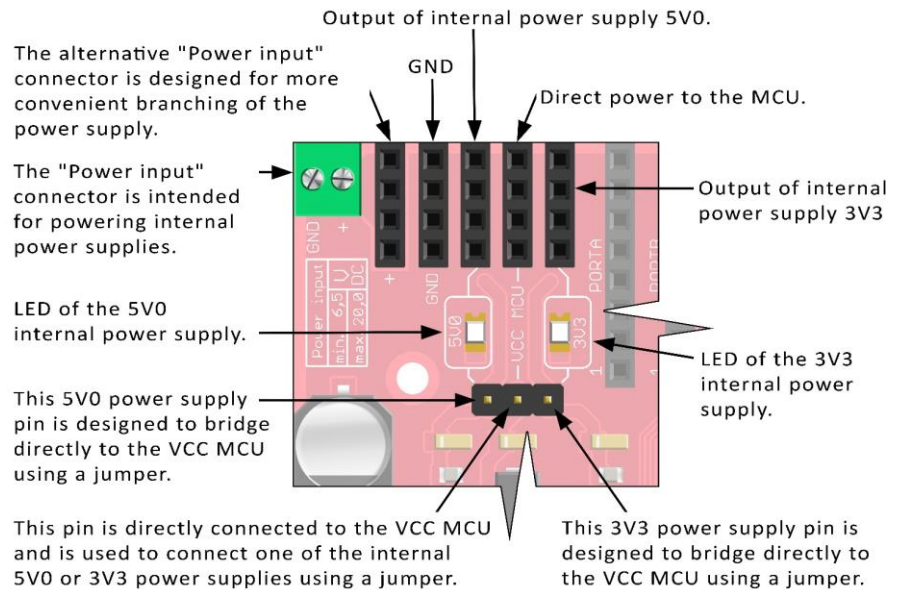 Output of internal power supply 5V0.
The alternative "Power input"
connector is designed for more
convenient branching of the
power supply.
GND
Direct power to the MCU.
The "Power input"
connector is intended
for powering internal
power supplies.
Output of internal
power supply 3V3
GND
+
+
GND
VCC MCU
PORTA
PORTA
1
1
Power input
min. 6,5 V
max. 20,0 DC
5V0
3V3
LED of the 5V0
internal power supply.
LED of the 3V3
internal power
supply.
This 5V0 power supply
pin is designed to bridge
directly to the VCC MCU
using a jumper.
This pin is directly connected to the VCC MCU
and is used to connect one of the internal
5V0 or 3V3 power supplies using a jumper.
This 3V3 power supply pin is
designed to bridge directly to
the VCC MCU using a jumper.